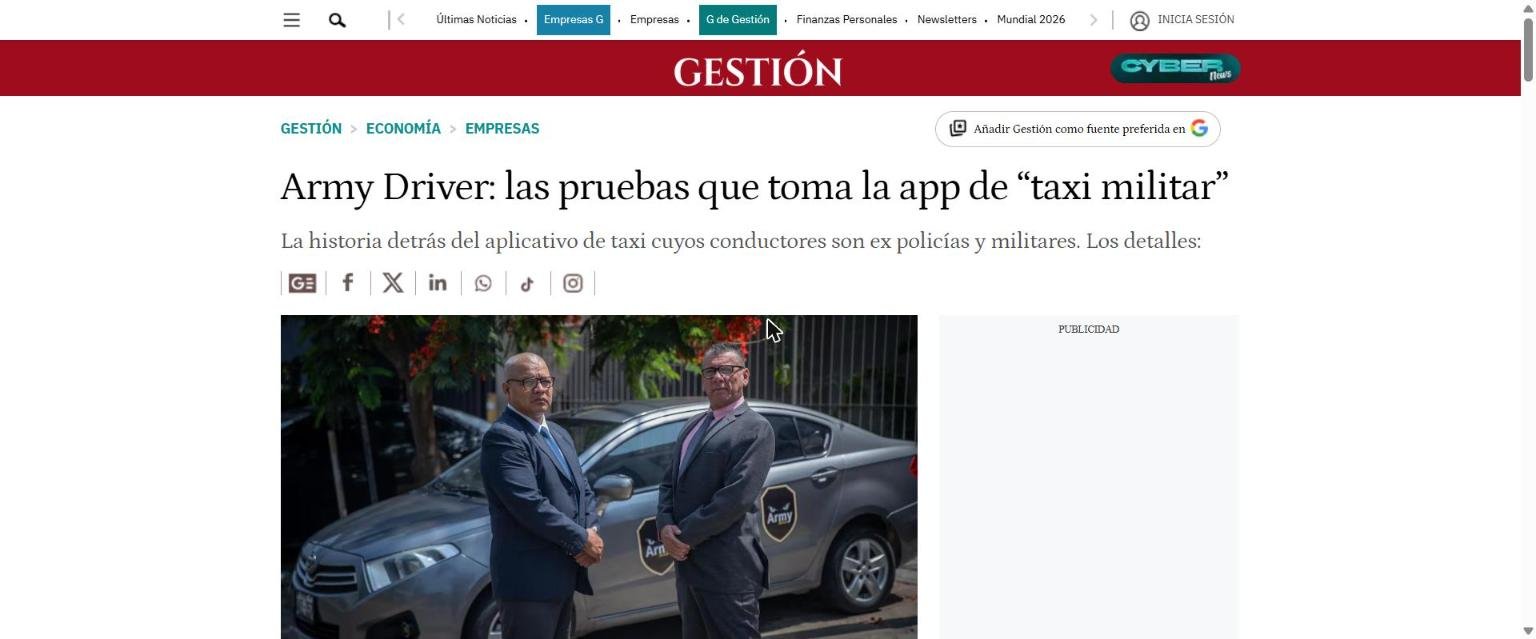 Últimas Noticias • Empresas G • Empresas • G de Gestión • Finanzas Personales • Newsletters • Mundial 2026
INICIA SESIÓN
GESTIÓN
CYBER
News
GESTIÓN > ECONOMÍA > EMPRESAS
Añadir Gestión como fuente preferida en G
Army Driver: las pruebas que toma la app de “taxi militar”
La historia detrás del aplicativo de taxi cuyos conductores son ex policías y militares. Los detalles:
GE
PUBLICIDAD
Army